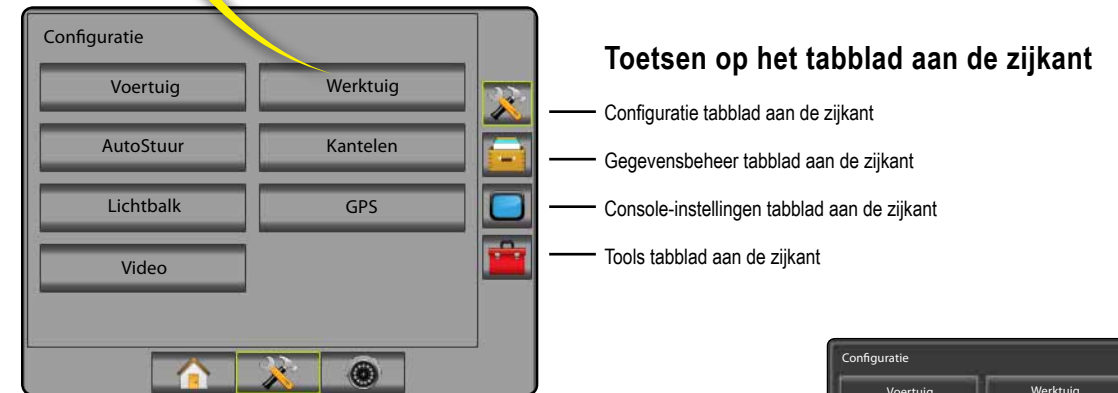 Configuratie
Voertuig Werktuig
AutoStuur Kantelen
Lichtbalk GPS
Video
Toetsen op het tabblad aan de zijkant
Configuratie tabblad aan de zijkant
Gegevensbeheer tabblad aan de zijkant
Console-instellingen tabblad aan de zijkant
Tools tabblad aan de zijkant
Configuratie
Voertuig Werktuig